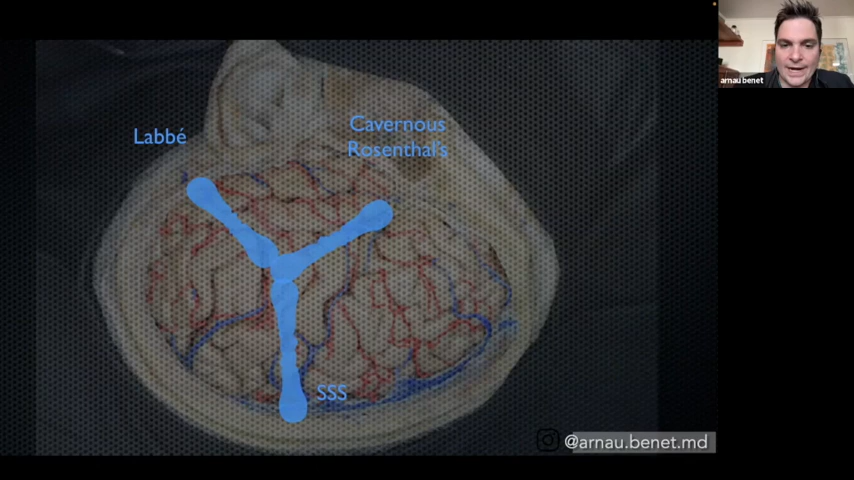 arnau benet
Labbé
Cavernous
Rosenthal's
SSS
@arnau.benet.md